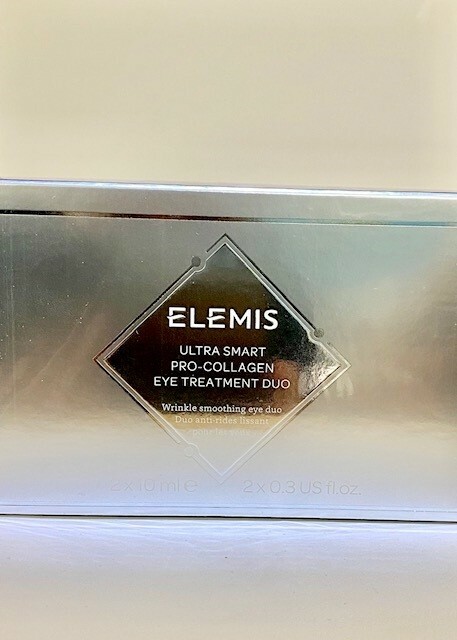 ELEMIS
ULTRA SMART
PRO-COLLAGEN
EYE TREATMENT DUO
Wrinkle smoothing eye duo
Duo anti-rides lissant
2 x 10 ml ℮ 2 x 0.3 US fl.oz.